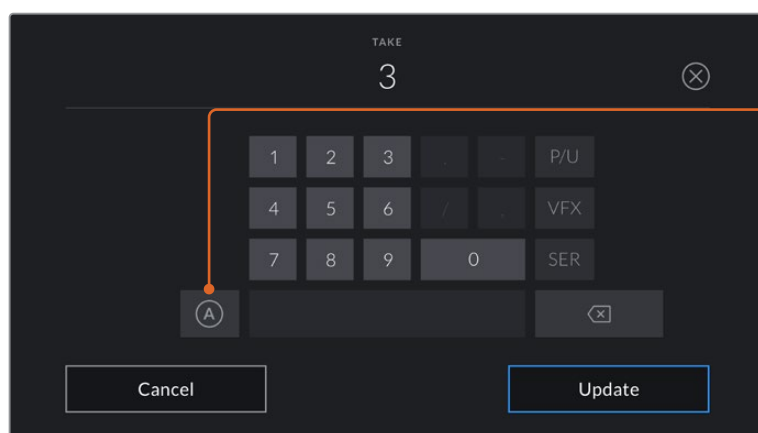 TAKE
3
1 2 3 . - P/U
4 5 6 / , VFX
7 8 9 0 SER
A
Cancel Update